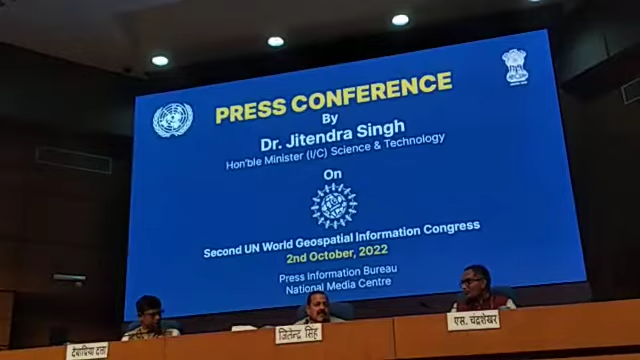 PRESS CONFERENCE
By
Dr. Jitendra Singh
Hon'ble Minister (I/C) Science & Technology
On
Second UN World Geospatial Information Congress
2nd October, 2022
Press Information Bureau
National Media Centre
देबाप्रिया दत्ता
जितेन्द्र सिंह
एस. चंद्रशेखर